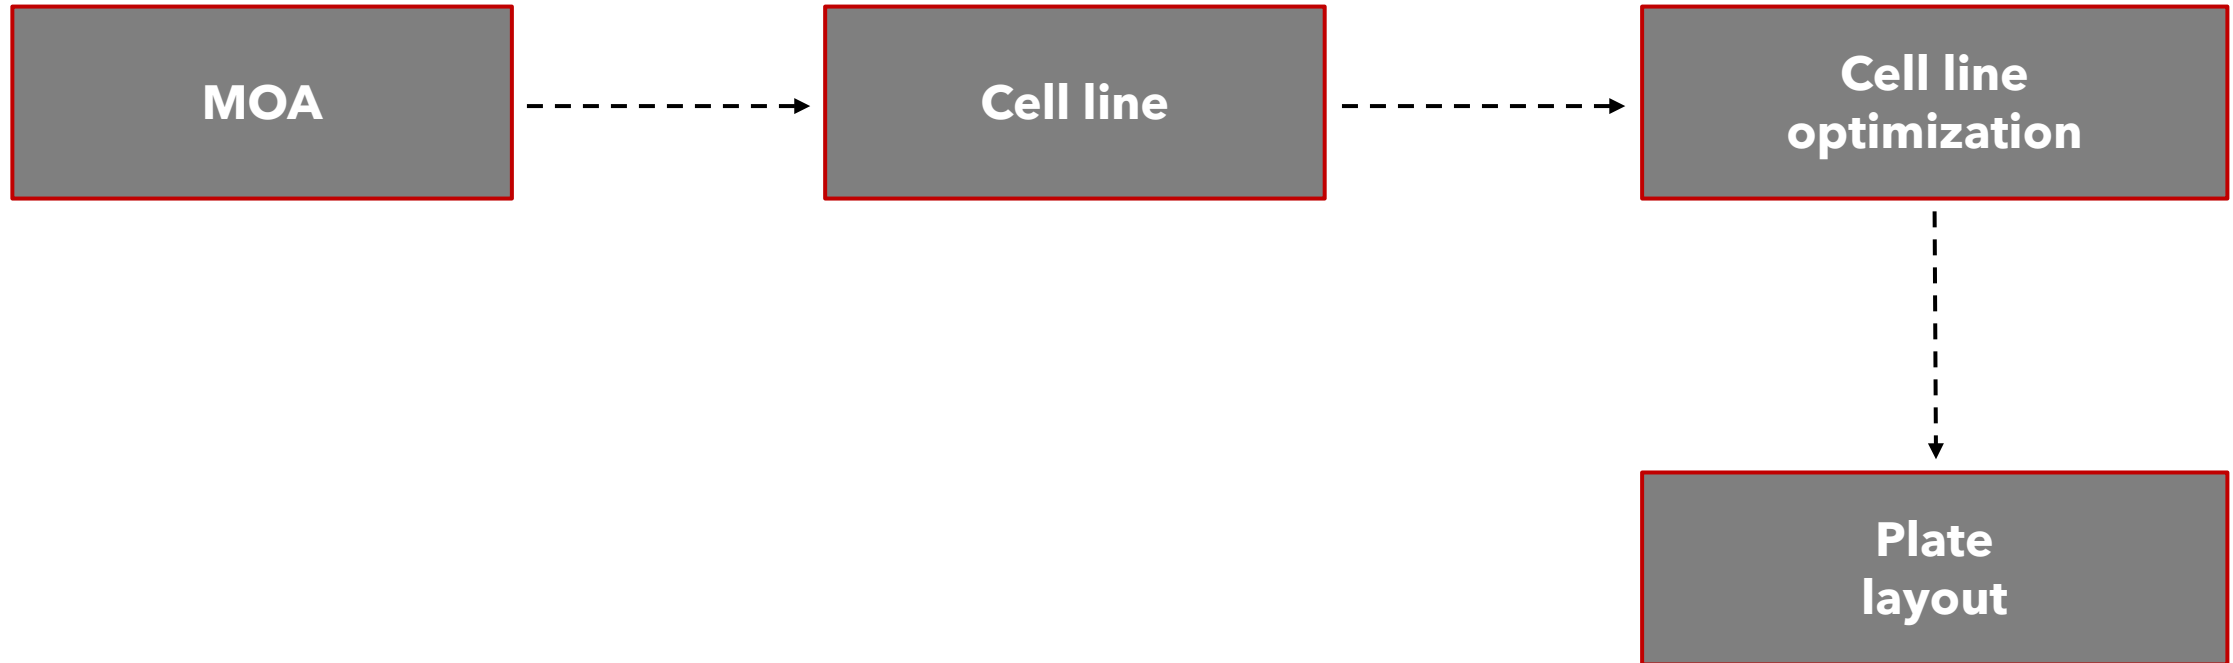 MOA
Cell line
Cell line
optimization
Plate
layout